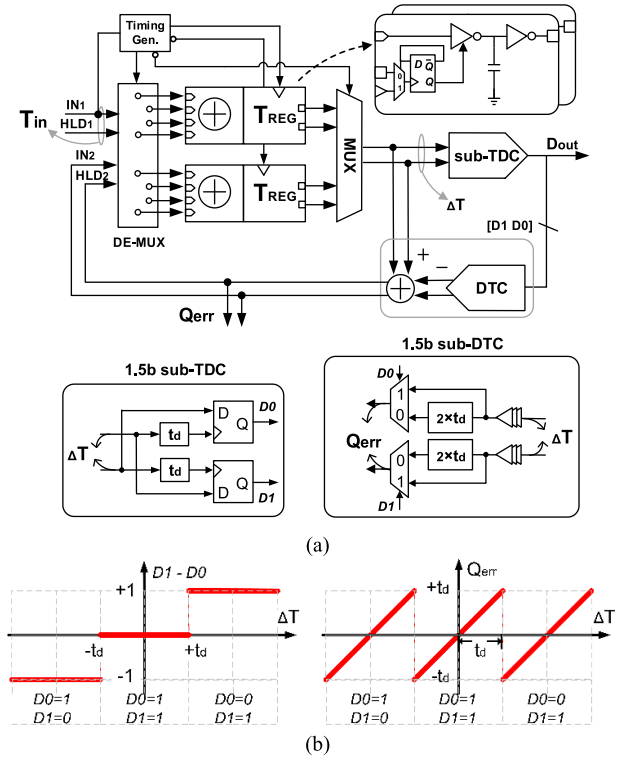 Timing
Gen.
D Q̄
Q
0
1
IN1
Tin
HLD1
IN2
HLD2
DE-MUX
TREG
TREG
MUX
sub-TDC
Dout
ΔT
[D1 D0]
+
−
DTC
Qerr
1.5b sub-TDC
1.5b sub-DTC
ΔT
td
td
D
Q
D0
Q
D
D1
D0
1
0
2×td
Qerr
ΔT
0
1
2×td
D1
(a)
D1 - D0
+1
ΔT
-td
+td
-1
D0=1
D1=0
D0=1
D1=1
D0=0
D1=1
Qerr
+td
ΔT
td
-td
D0=1
D1=0
D0=1
D1=1
D0=0
D1=1
(b)